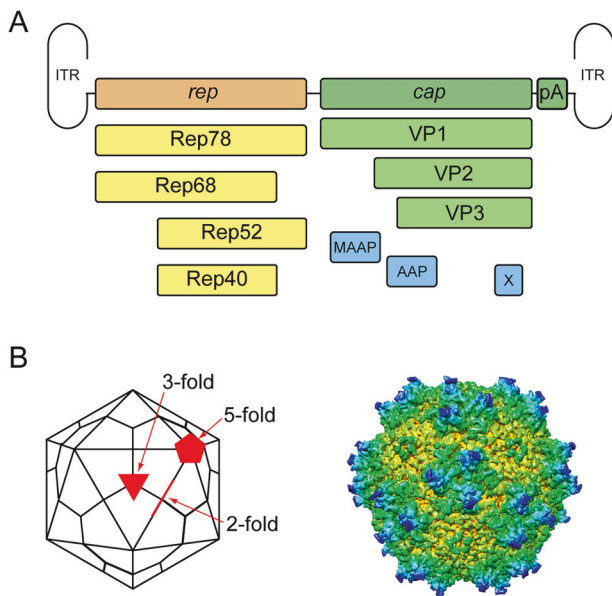 A
ITR
rep
cap
pA
ITR
Rep78
VP1
Rep68
VP2
VP3
Rep52
MAAP
AAP
Rep40
X
B
3-fold
5-fold
2-fold